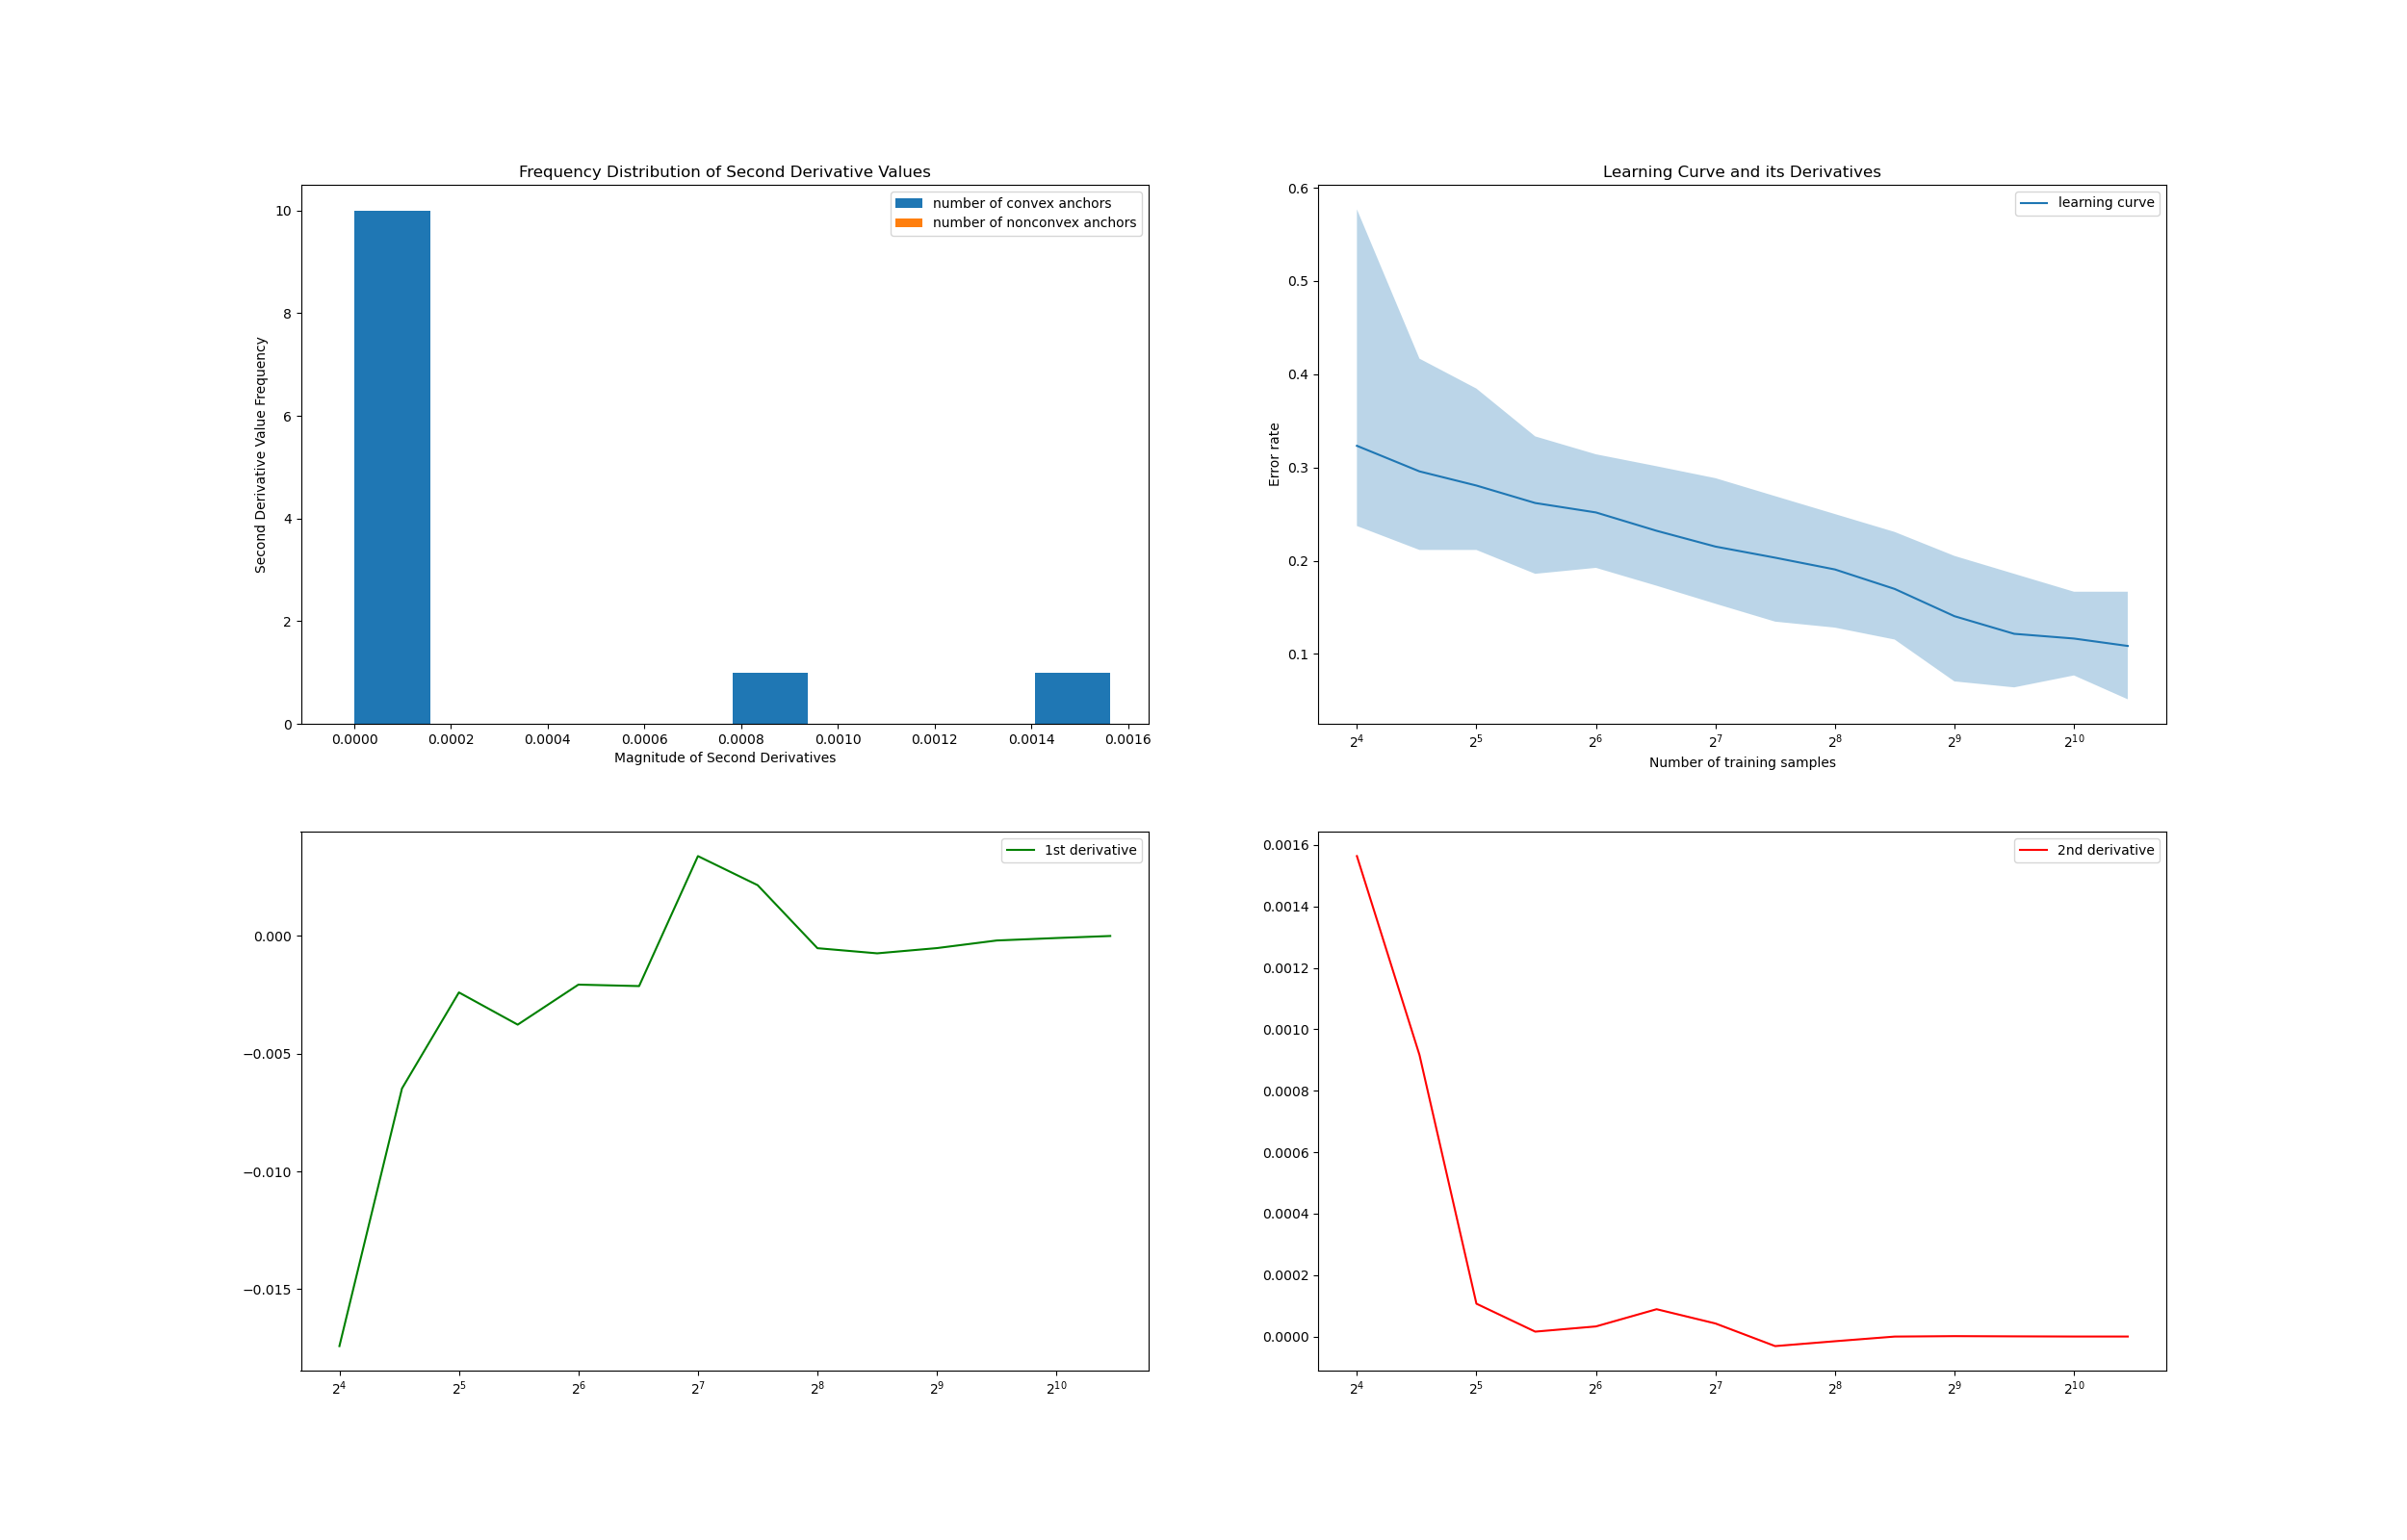 Frequency Distribution of Second Derivative Values
number of convex anchors
number of nonconvex anchors
10
8
6
4
2
0
Second Derivative Value Frequency
0.0000 0.0002 0.0004 0.0006 0.0008 0.0010 0.0012 0.0014 0.0016
Magnitude of Second Derivatives
Learning Curve and its Derivatives
learning curve
0.6
0.5
0.4
0.3
0.2
0.1
Error rate
2⁴ 2⁵ 2⁶ 2⁷ 2⁸ 2⁹ 2¹⁰
Number of training samples
1st derivative
0.000
−0.005
−0.010
−0.015
2⁴ 2⁵ 2⁶ 2⁷ 2⁸ 2⁹ 2¹⁰
2nd derivative
0.0016
0.0014
0.0012
0.0010
0.0008
0.0006
0.0004
0.0002
0.0000
2⁴ 2⁵ 2⁶ 2⁷ 2⁸ 2⁹ 2¹⁰